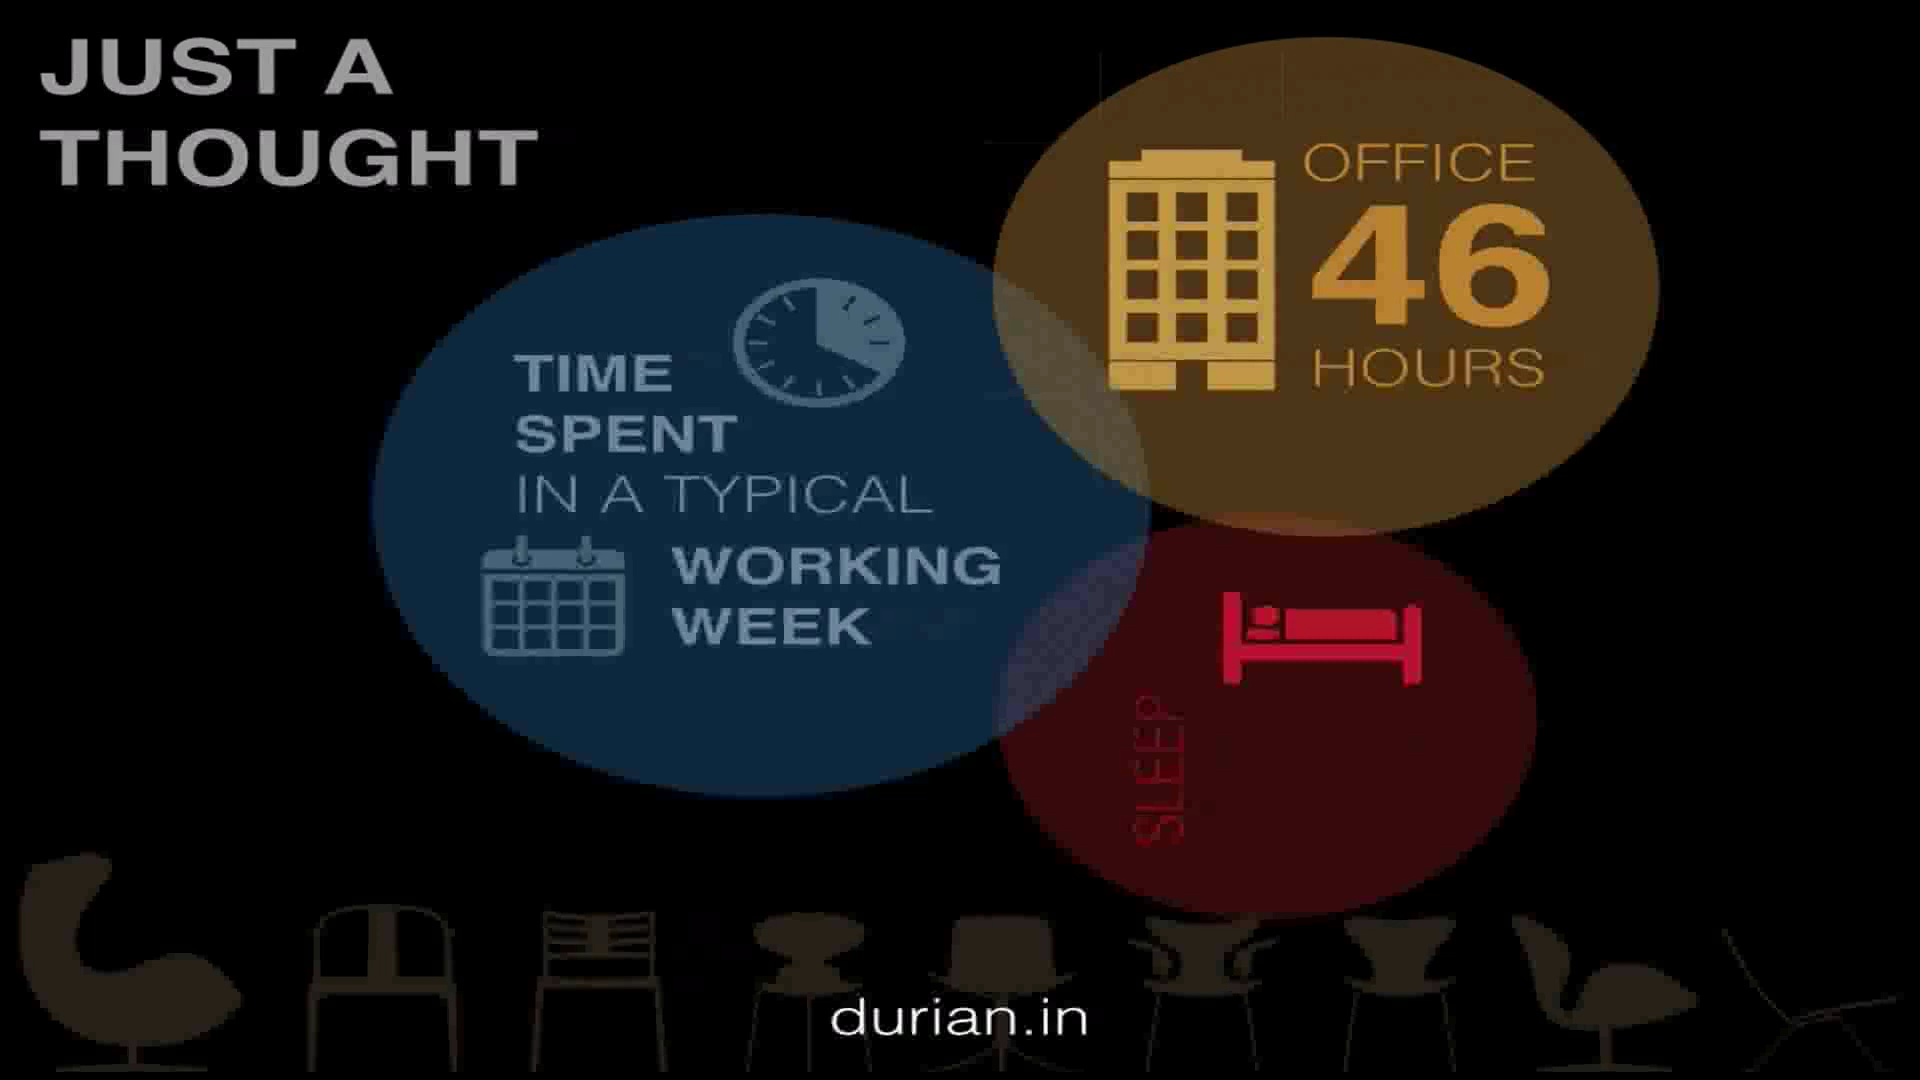 JUST A
THOUGHT
TIME
SPENT
IN A TYPICAL
WORKING
WEEK
OFFICE
46
HOURS
SLEEP
durian.in